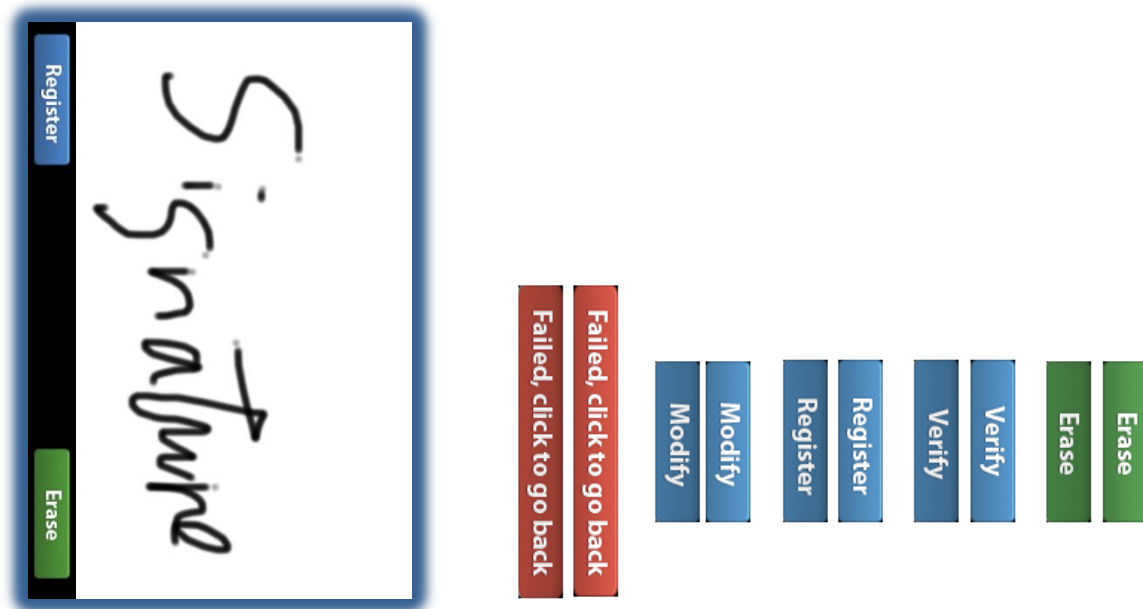 Erase
Erase
Verify
Verify
Register
Register
Modify
Modify
Failed, click to go back
Failed, click to go back
Signature
Register Erase